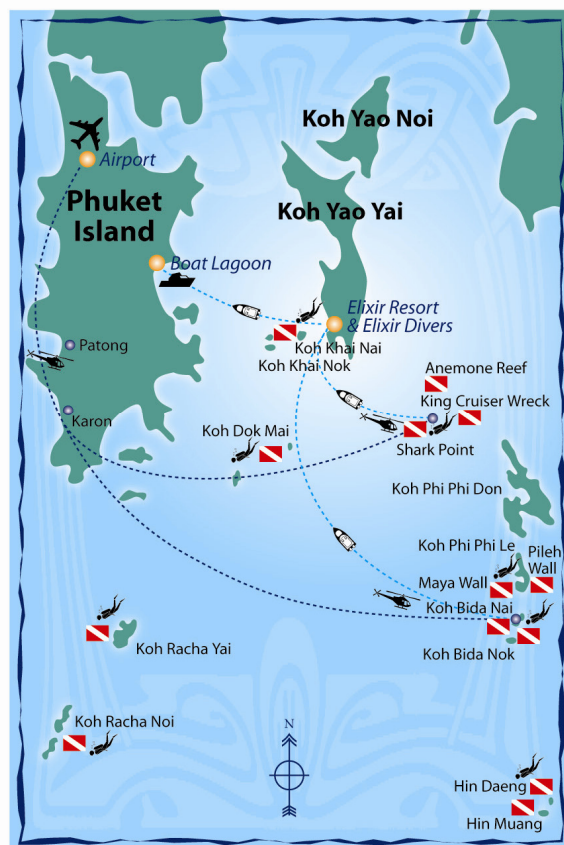 Koh Yao Noi
Airport
Phuket
Island
Koh Yao Yai
Boat Lagoon
Elixir Resort
& Elixir Divers
Patong
Koh Khai Nai
Koh Khai Nok
Anemone Reef
King Cruiser Wreck
Karon
Koh Dok Mai
Shark Point
Koh Phi Phi Don
Koh Phi Phi Le
Pileh
Wall
Maya Wall
Koh Bida Nai
Koh Racha Yai
Koh Bida Nok
Koh Racha Noi
N
Hin Daeng
Hin Muang